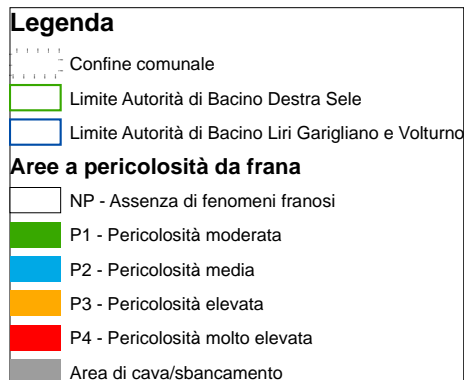 Legenda
Confine comunale
Limite Autorità di Bacino Destra Sele
Limite Autorità di Bacino Liri Garigliano e Volturno
Aree a pericolosità da frana
NP - Assenza di fenomeni franosi
P1 - Pericolosità moderata
P2 - Pericolosità media
P3 - Pericolosità elevata
P4 - Pericolosità molto elevata
Area di cava/sbancamento